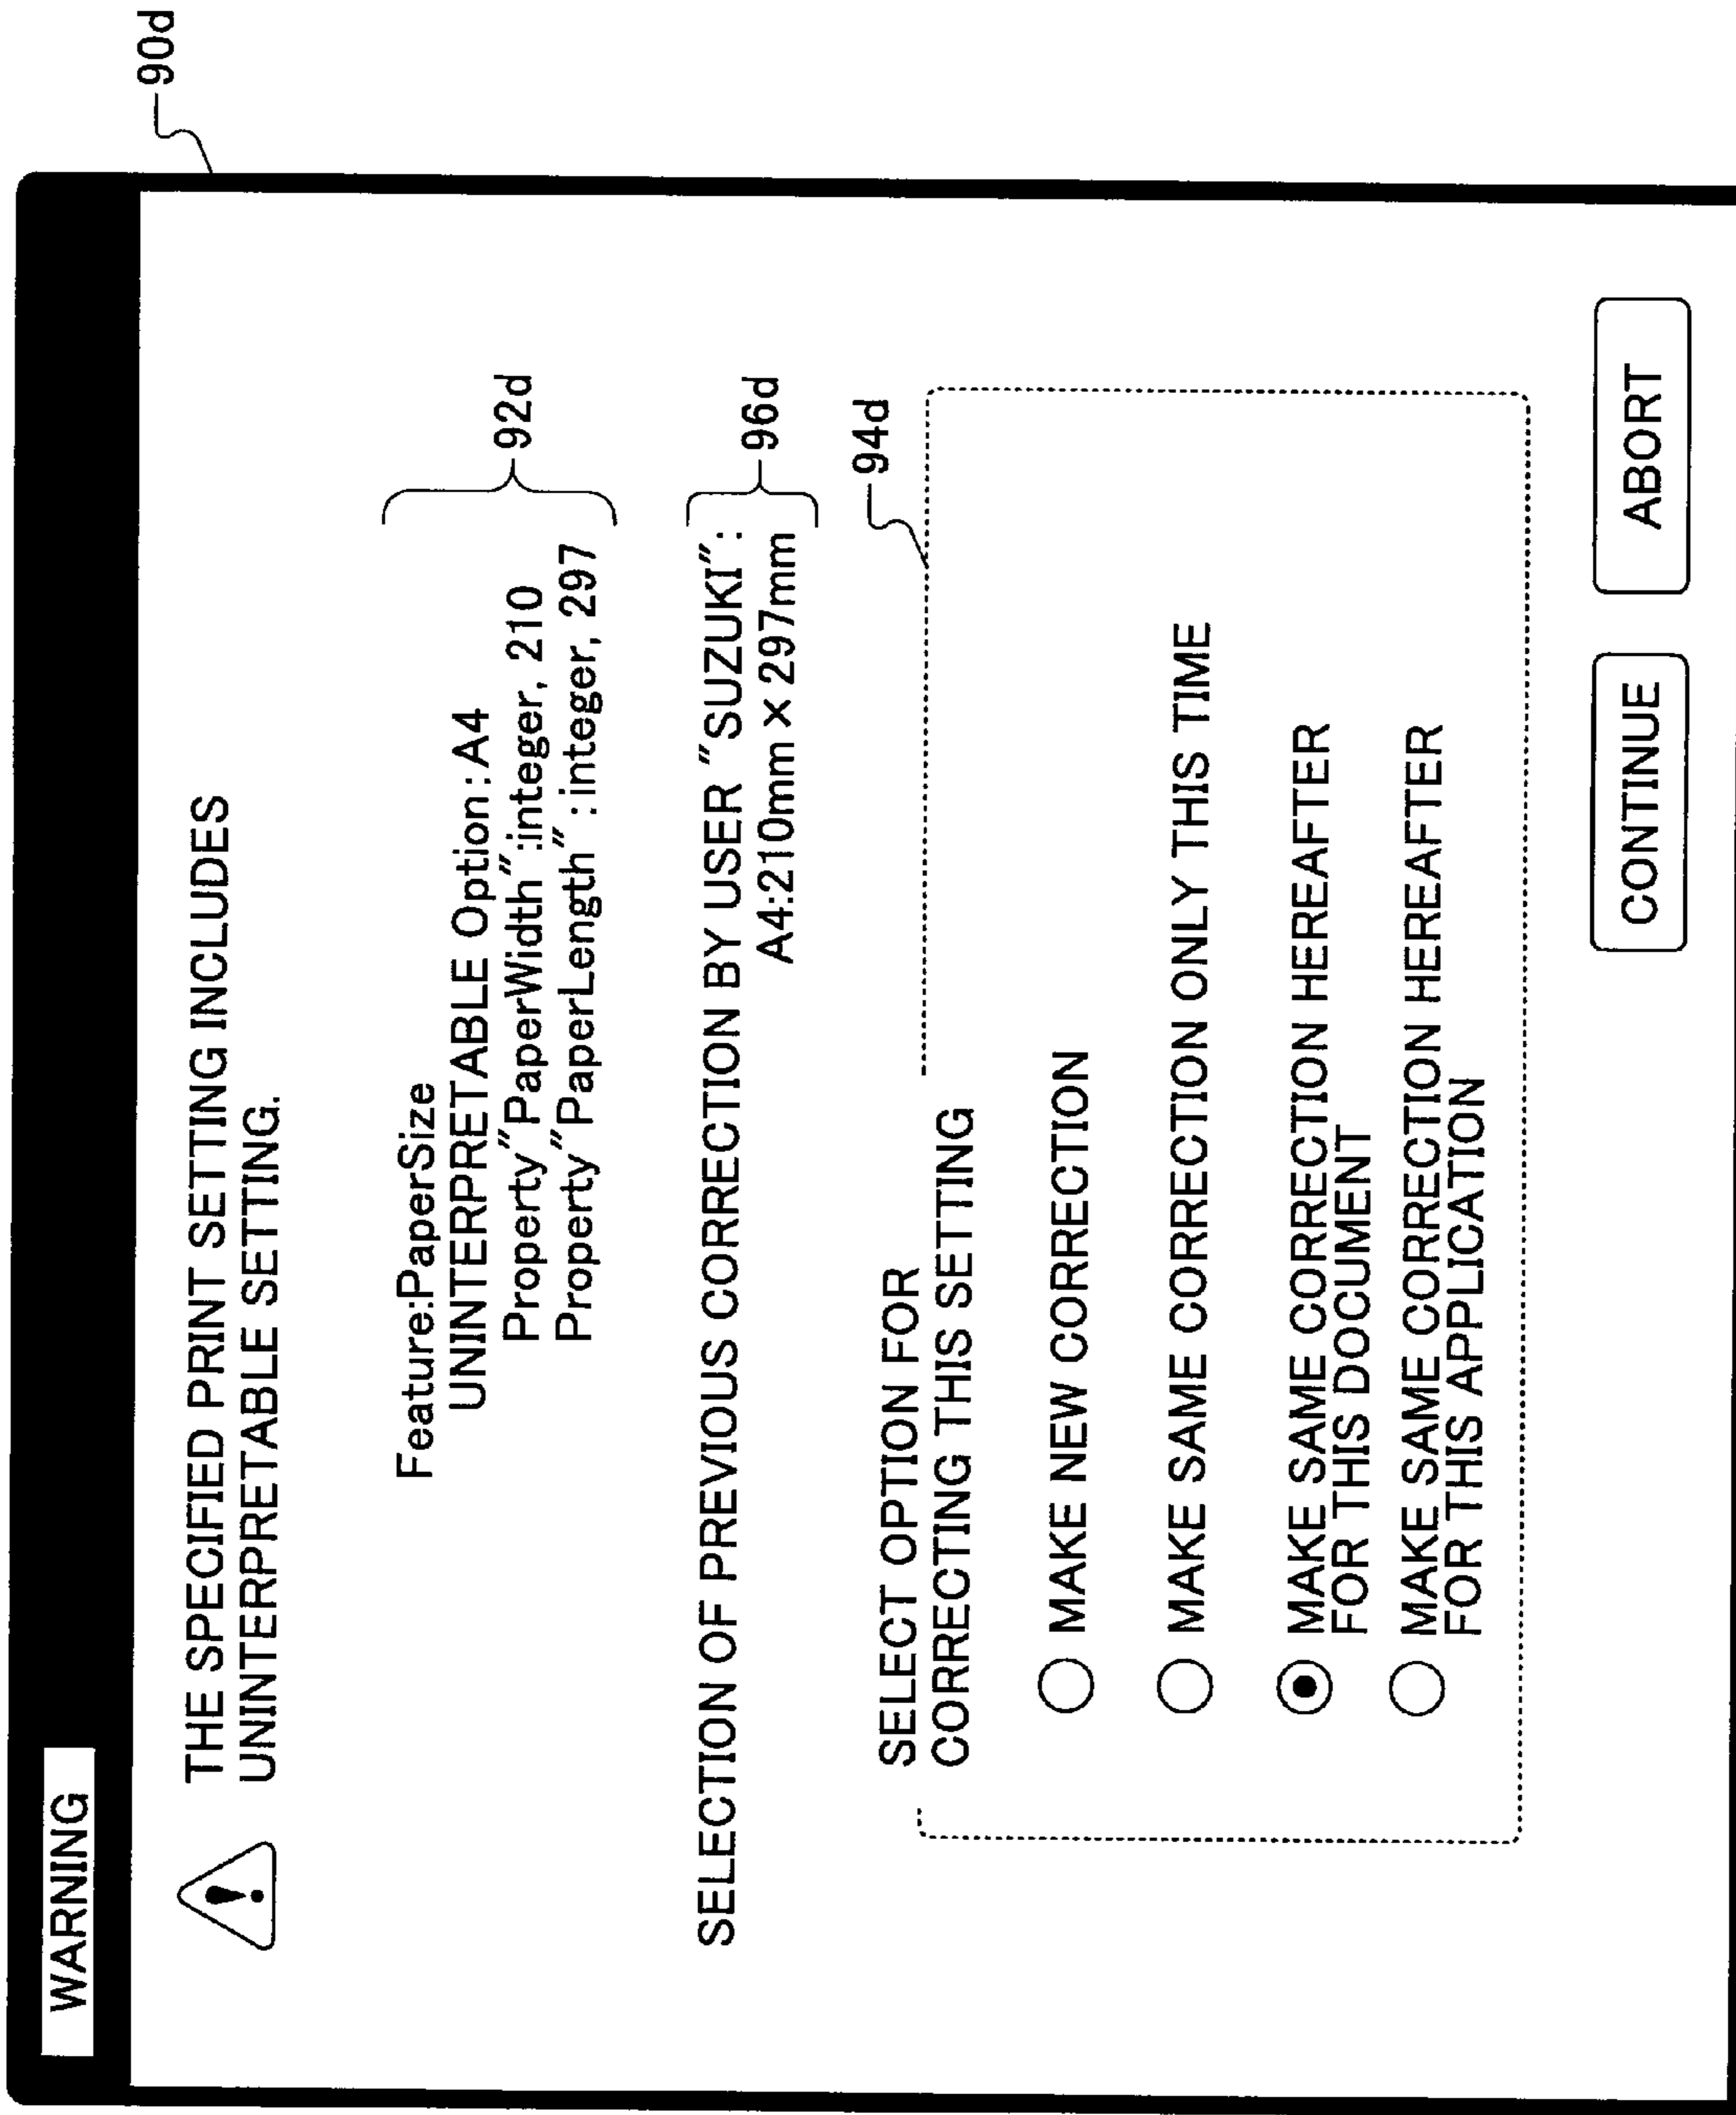 90d
WARNING
THE SPECIFIED PRINT SETTING INCLUDES
UNINTERPRETABLE SETTING.
Feature:PaperSize
UNINTERPRETABLE Option:A4
Property"PaperWidth":integer, 210
Property"PaperLength":integer, 297
92d
SELECTION OF PREVIOUS CORRECTION BY USER "SUZUKI":
A4:210mm×297mm
96d
94d
SELECT OPTION FOR
CORRECTING THIS SETTING
MAKE NEW CORRECTION
MAKE SAME CORRECTION ONLY THIS TIME
MAKE SAME CORRECTION HEREAFTER
FOR THIS DOCUMENT
MAKE SAME CORRECTION HEREAFTER
FOR THIS APPLICATION
CONTINUE
ABORT